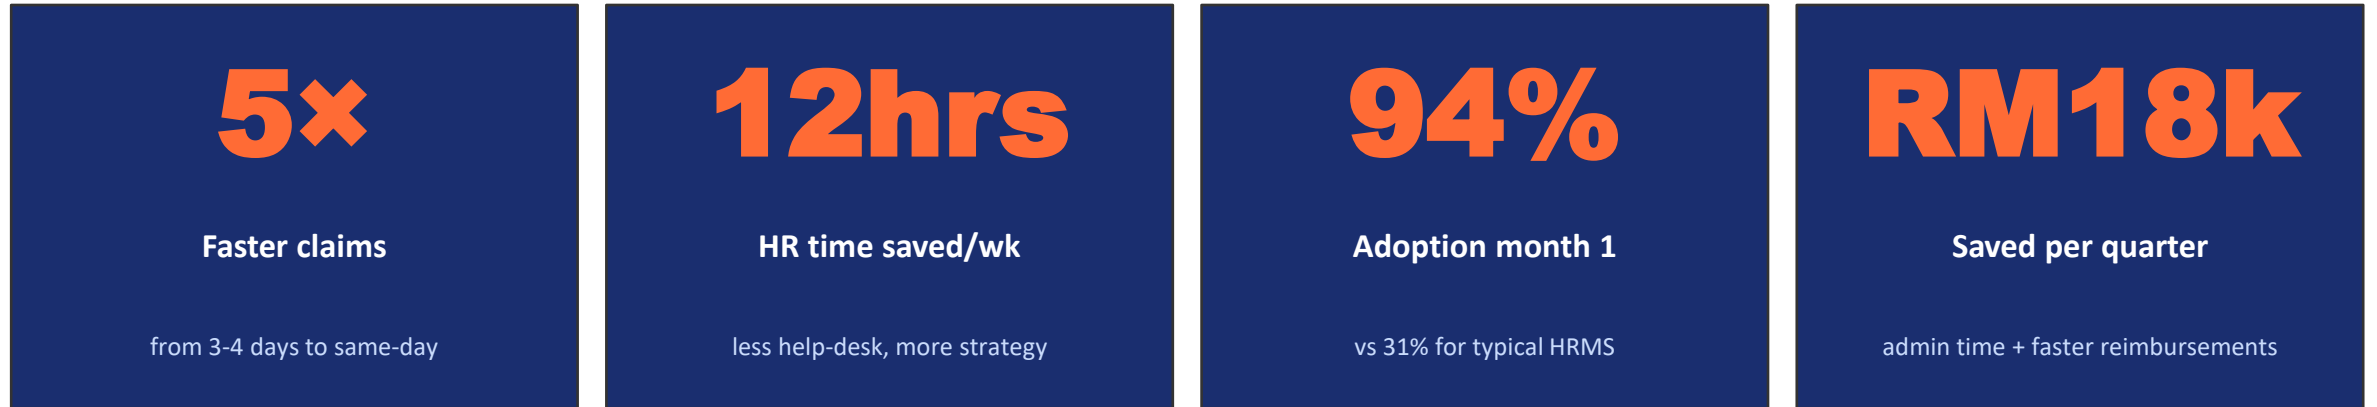 5×
Faster claims
from 3-4 days to same-day
12hrs
HR time saved/wk
less help-desk, more strategy
94%
Adoption month 1
vs 31% for typical HRMS
RM18k
Saved per quarter
admin time + faster reimbursements